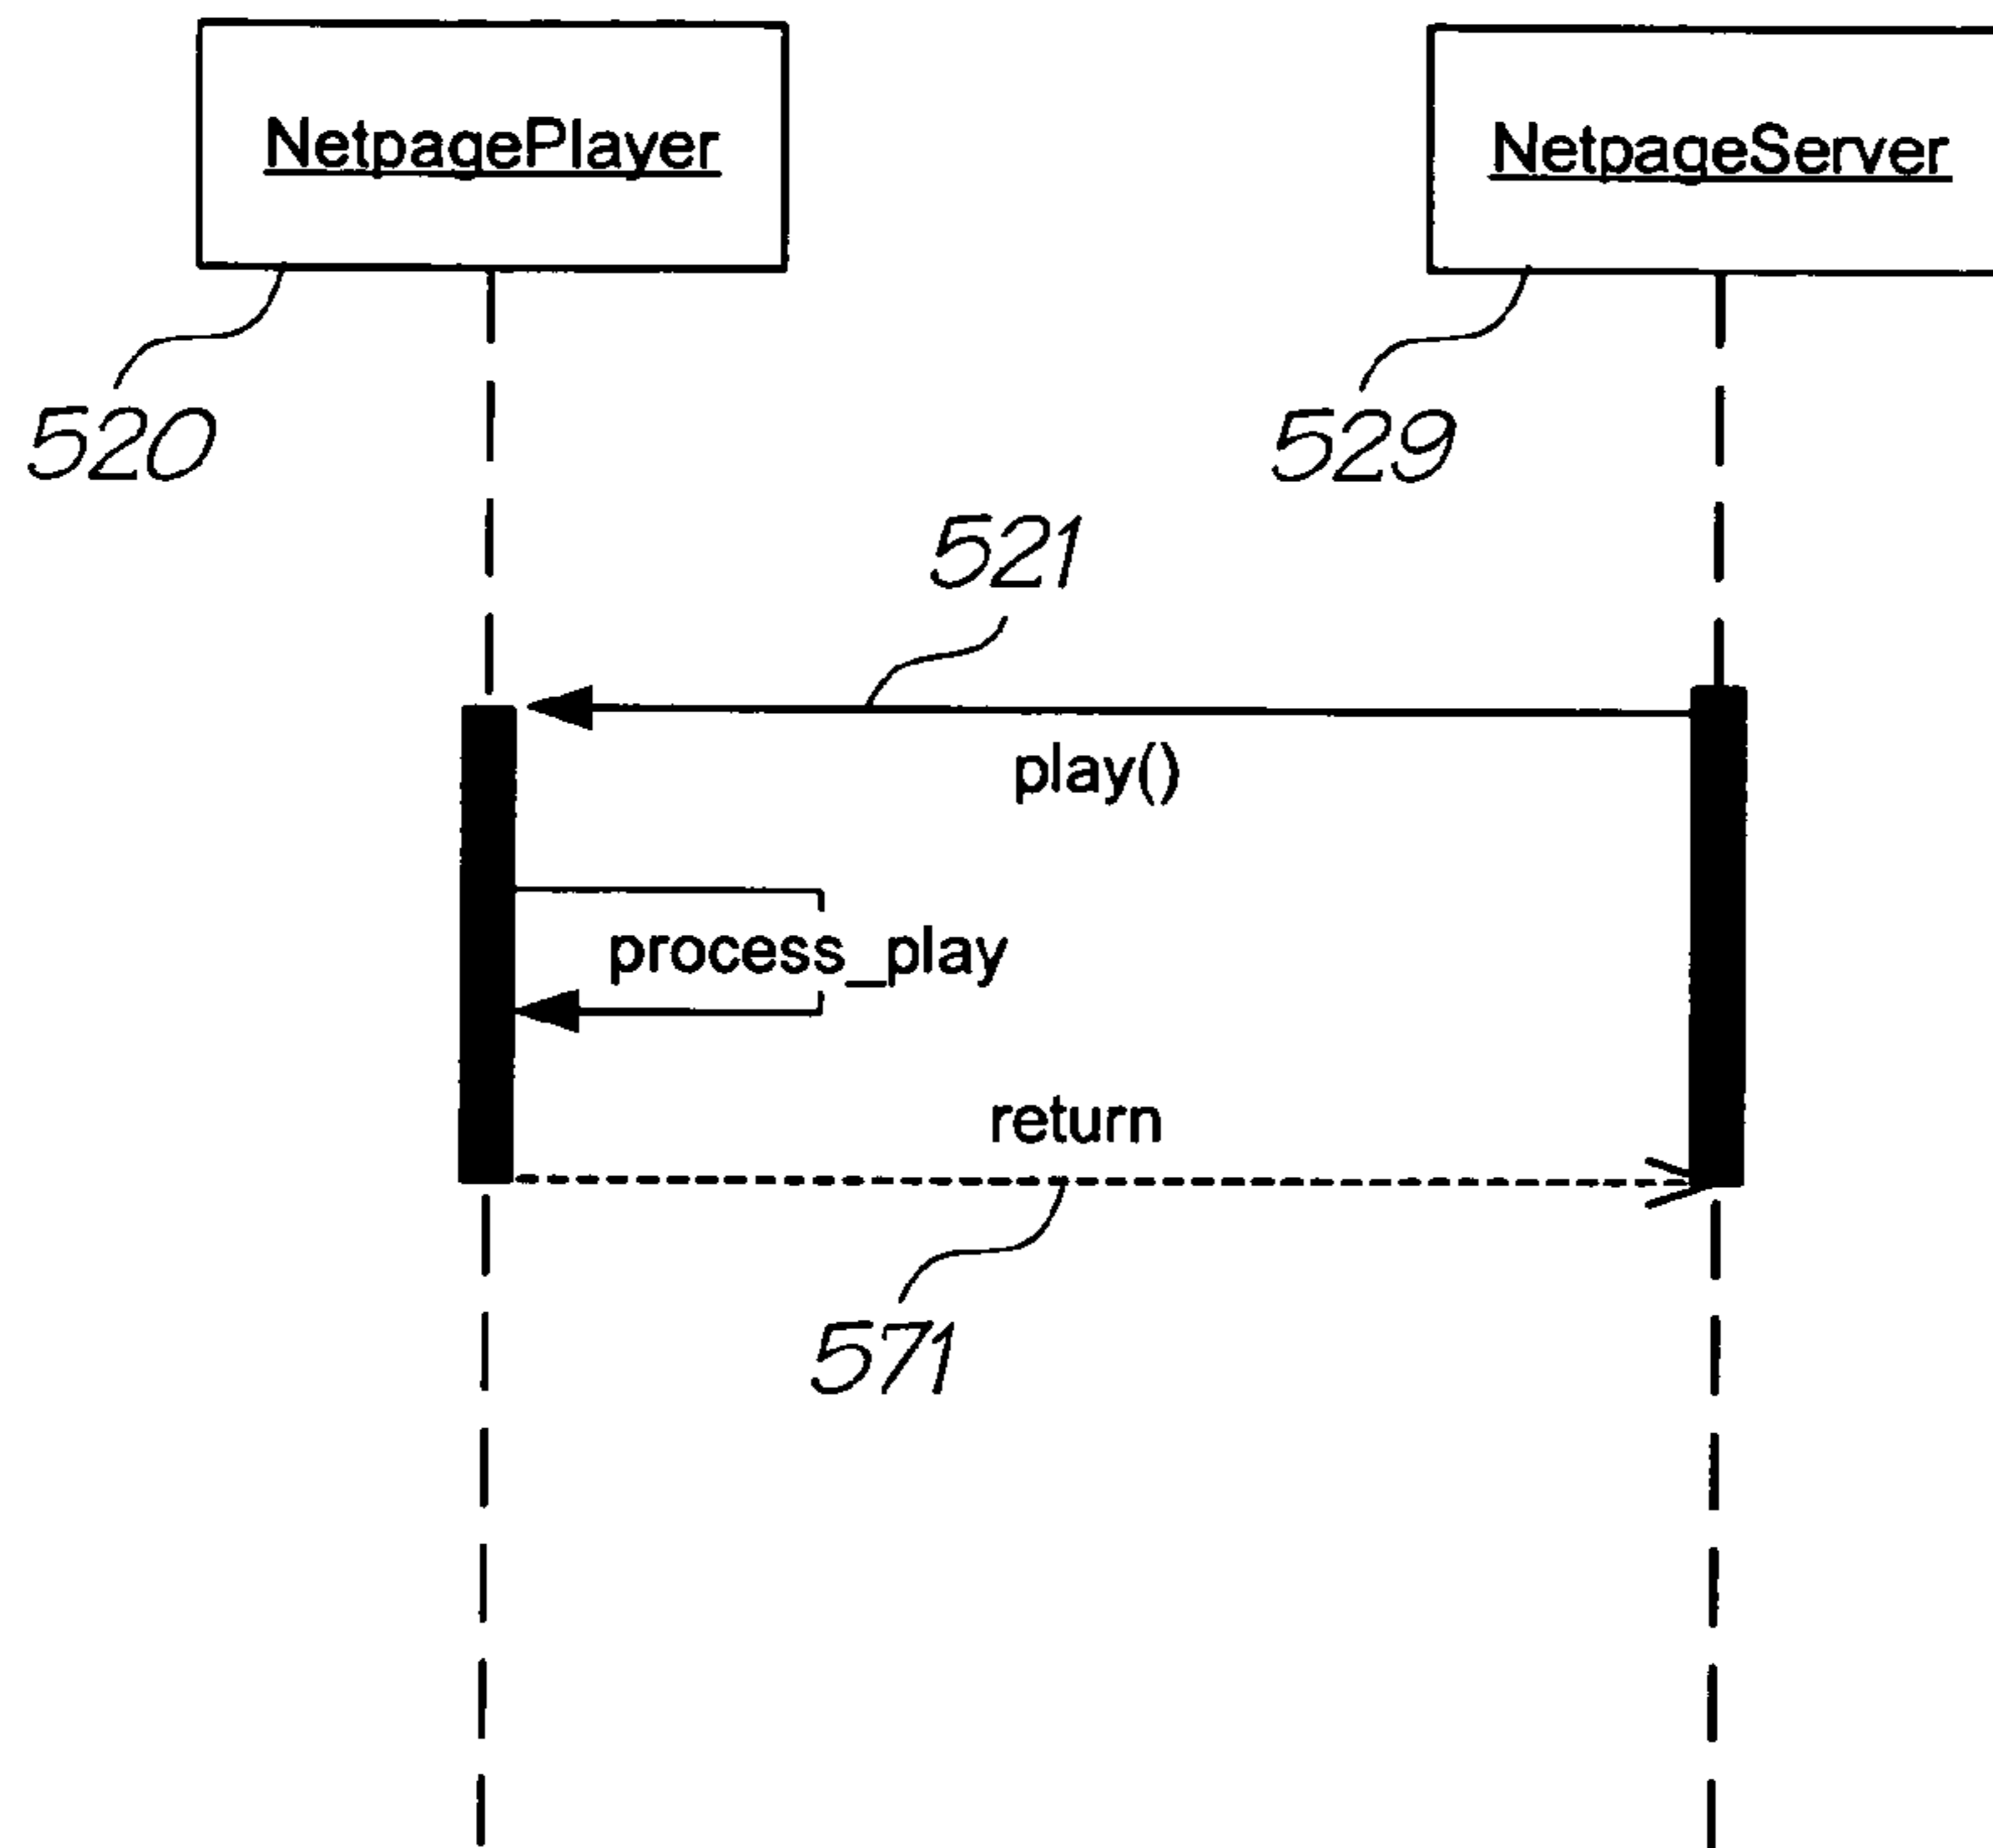 NetpagePlayer
NetpageServer
520
529
521
play()
process_play
return
571